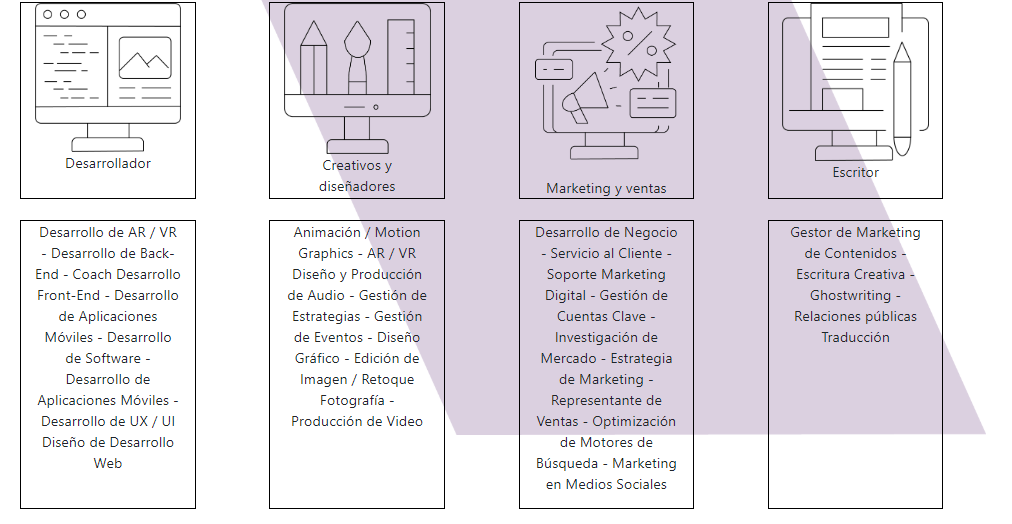 Desarrollador
Creativos y
diseñadores
Marketing y ventas
Escritor
Desarrollo de AR / VR
- Desarrollo de Back-
End - Coach Desarrollo
Front-End - Desarrollo
de Aplicaciones
Móviles - Desarrollo
de Software -
Desarrollo de
Aplicaciones Móviles -
Desarrollo de UX / UI
Diseño de Desarrollo
Web
Animación / Motion
Graphics - AR / VR
Diseño y Producción
de Audio - Gestión de
Estrategias - Gestión
de Eventos - Diseño
Gráfico - Edición de
Imagen / Retoque
Fotografía -
Producción de Video
Desarrollo de Negocio
- Servicio al Cliente -
Soporte Marketing
Digital - Gestión de
Cuentas Clave -
Investigación de
Mercado - Estrategia
de Marketing -
Representante de
Ventas - Optimización
de Motores de
Búsqueda - Marketing
en Medios Sociales
Gestor de Marketing
de Contenidos -
Escritura Creativa -
Ghostwriting -
Relaciones públicas
Traducción